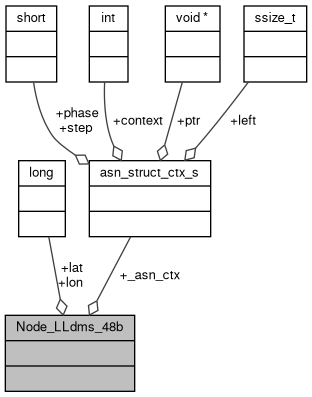 short
int
void *
ssize_t
+phase
+step
+context
+ptr
+left
long
asn_struct_ctx_s
+lat
+lon
+_asn_ctx
Node_LLdms_48b